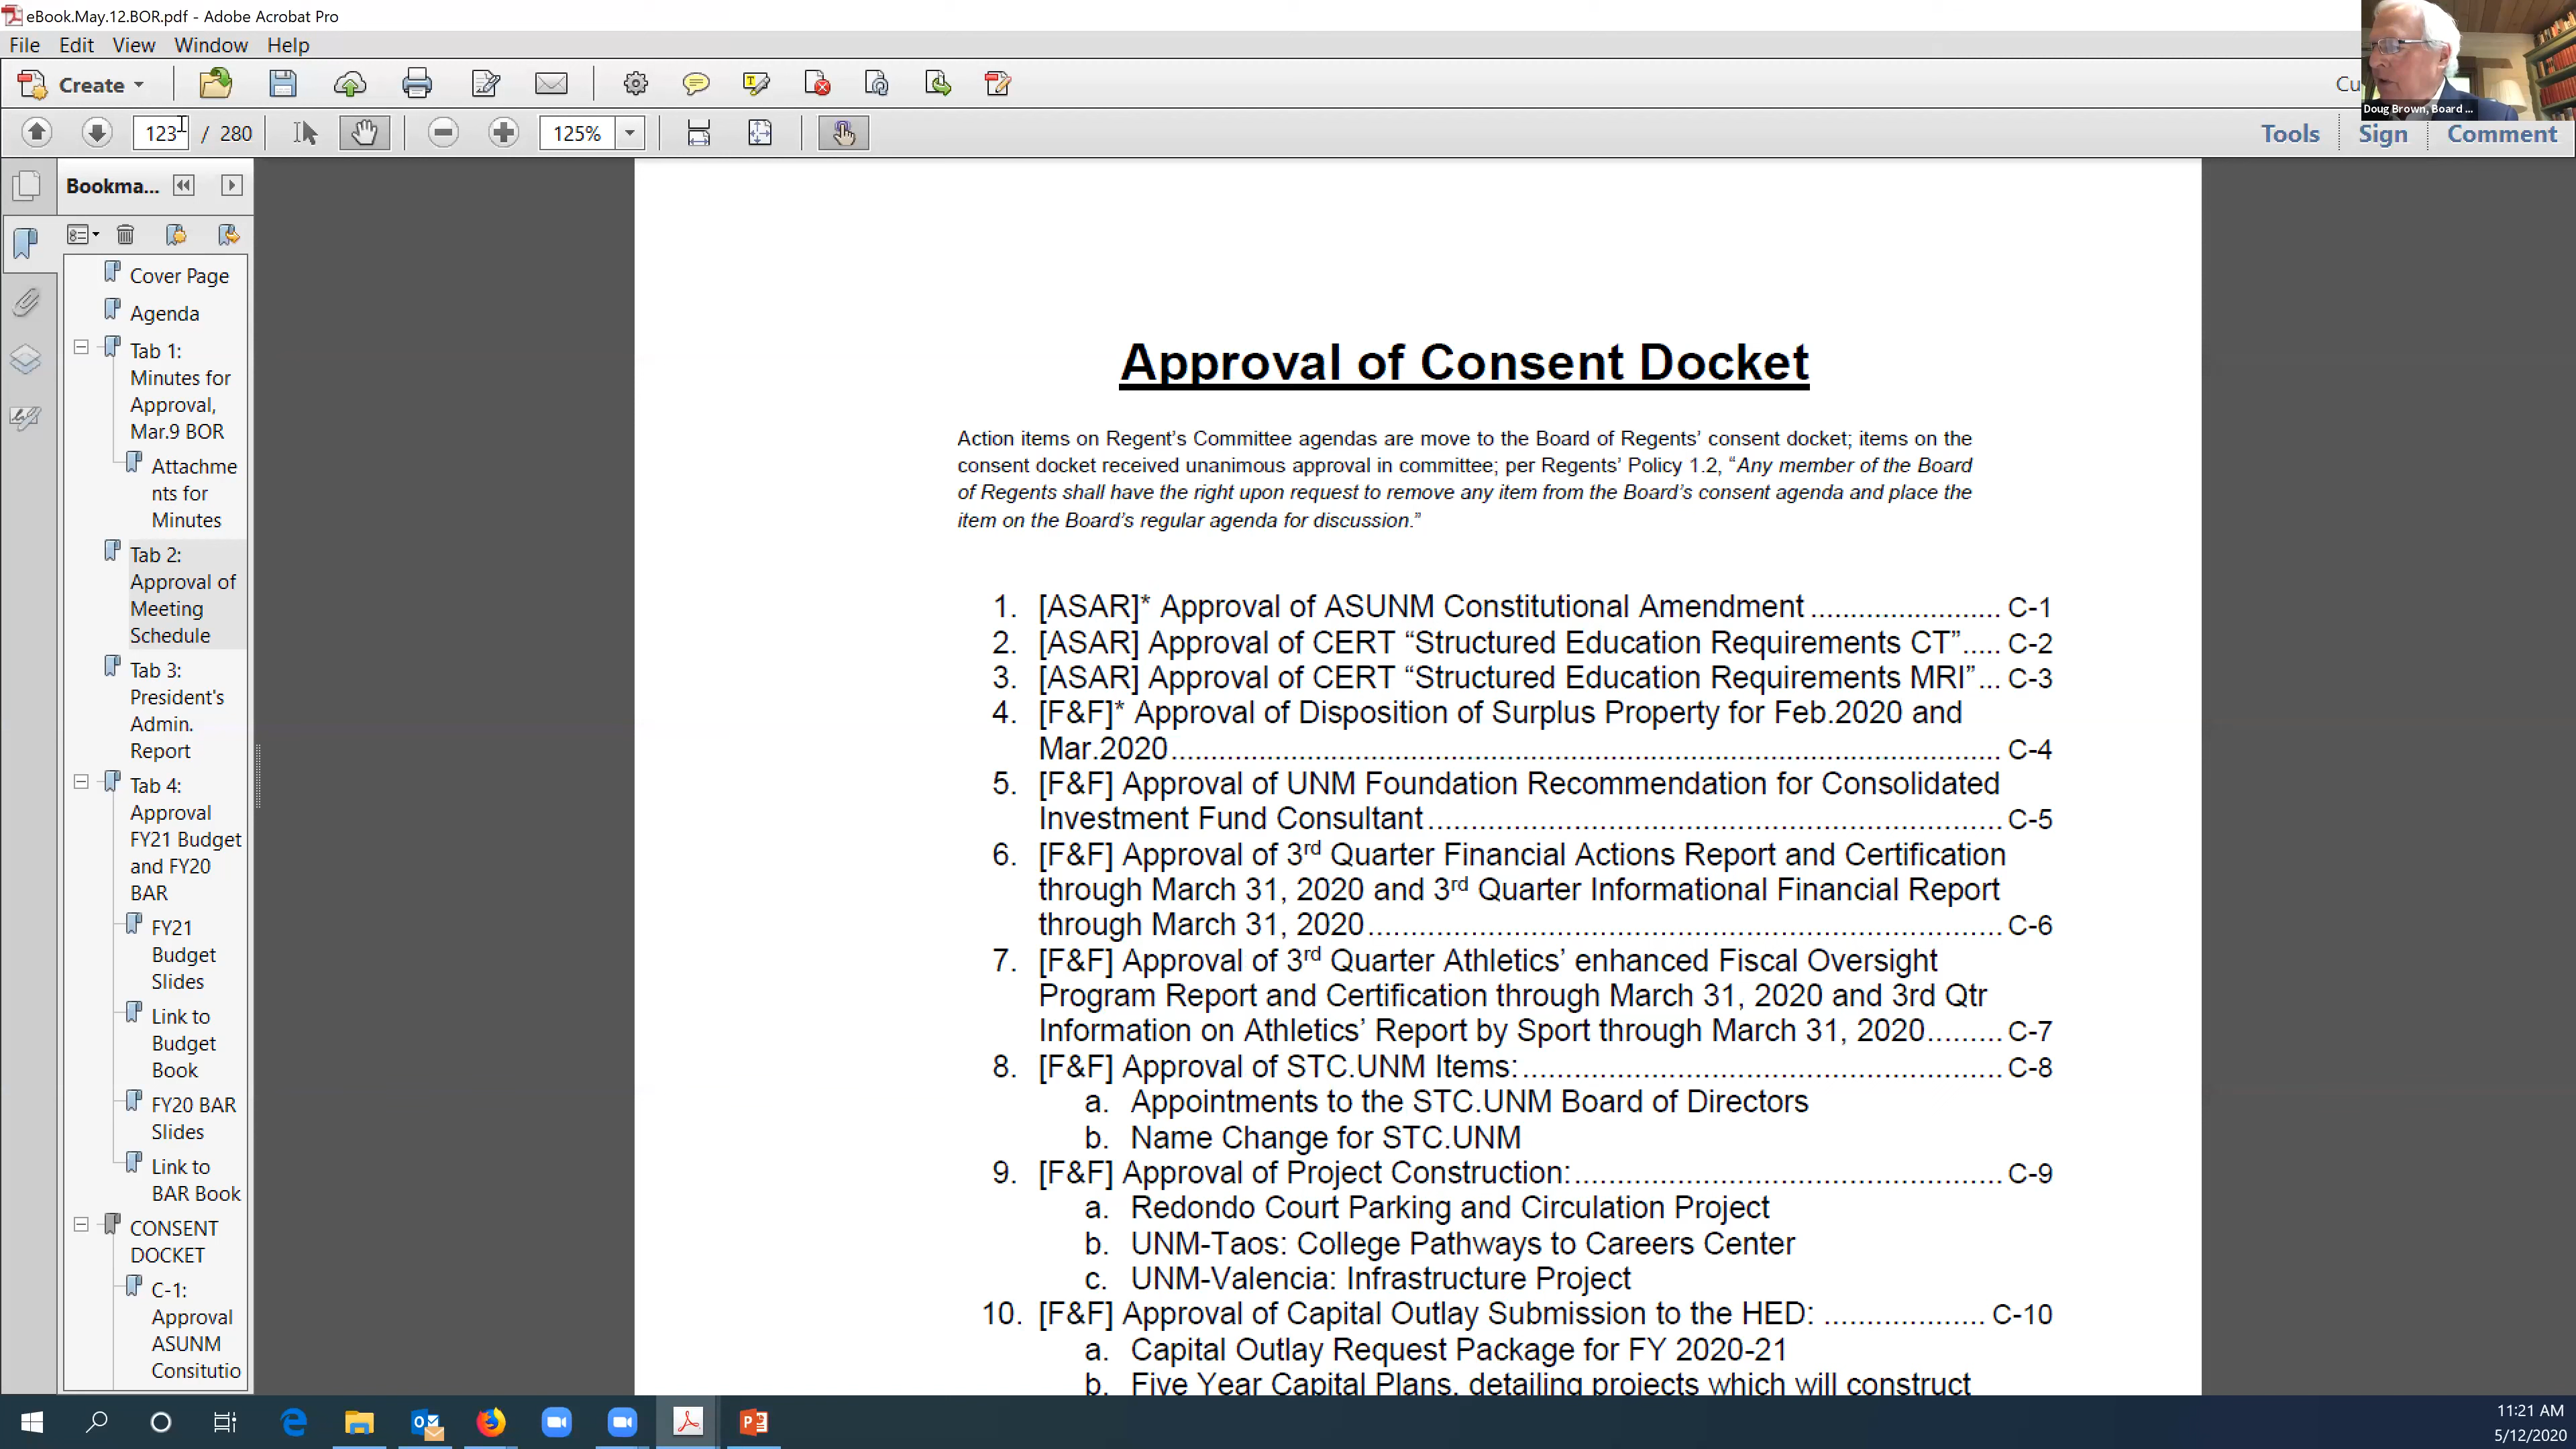 eBook.May.12.BOR.pdf - Adobe Acrobat Pro
File Edit View Window Help
Create
Cu
Doug Brown, Board ...
123 / 280
125%
Tools Sign Comment
Bookma...
Cover Page
Agenda
Tab 1:
Minutes for
Approval,
Mar.9 BOR
Attachme
nts for
Minutes
Tab 2:
Approval of
Meeting
Schedule
Tab 3:
President's
Admin.
Report
Tab 4:
Approval
FY21 Budget
and FY20
BAR
FY21
Budget
Slides
Link to
Budget
Book
FY20 BAR
Slides
Link to
BAR Book
CONSENT
DOCKET
C-1:
Approval
ASUNM
Consitutio
Approval of Consent Docket
Action items on Regent's Committee agendas are move to the Board of Regents' consent docket; items on the
consent docket received unanimous approval in committee; per Regents' Policy 1.2, “Any member of the Board
of Regents shall have the right upon request to remove any item from the Board's consent agenda and place the
item on the Board's regular agenda for discussion.”
1. [ASAR]* Approval of ASUNM Constitutional Amendment ...................... C-1
2. [ASAR] Approval of CERT “Structured Education Requirements CT”..... C-2
3. [ASAR] Approval of CERT “Structured Education Requirements MRI”... C-3
4. [F&F]* Approval of Disposition of Surplus Property for Feb.2020 and
Mar.2020............................................................................................... C-4
5. [F&F] Approval of UNM Foundation Recommendation for Consolidated
Investment Fund Consultant.................................................................. C-5
6. [F&F] Approval of 3rd Quarter Financial Actions Report and Certification
through March 31, 2020 and 3rd Quarter Informational Financial Report
through March 31, 2020......................................................................... C-6
7. [F&F] Approval of 3rd Quarter Athletics' enhanced Fiscal Oversight
Program Report and Certification through March 31, 2020 and 3rd Qtr
Information on Athletics' Report by Sport through March 31, 2020......... C-7
8. [F&F] Approval of STC.UNM Items:....................................................... C-8
a. Appointments to the STC.UNM Board of Directors
b. Name Change for STC.UNM
9. [F&F] Approval of Project Construction:................................................. C-9
a. Redondo Court Parking and Circulation Project
b. UNM-Taos: College Pathways to Careers Center
c. UNM-Valencia: Infrastructure Project
10. [F&F] Approval of Capital Outlay Submission to the HED: ................... C-10
a. Capital Outlay Request Package for FY 2020-21
b. Five Year Capital Plans, detailing projects which will construct
11:21 AM
5/12/2020